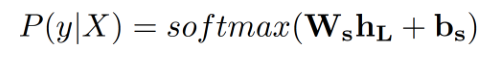 P(y|X) = softmax(W_s h_L + b_s)